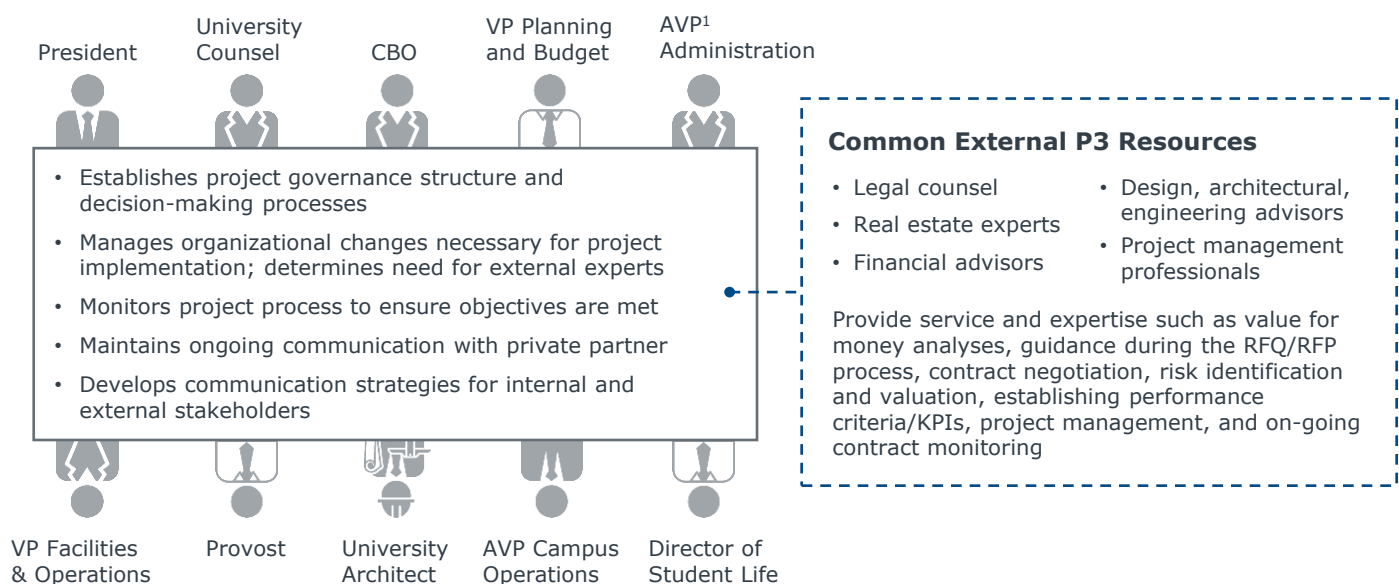 President
University
Counsel
CBO
VP Planning
and Budget
AVP¹
Administration
• Establishes project governance structure and
decision-making processes
• Manages organizational changes necessary for project
implementation; determines need for external experts
• Monitors project process to ensure objectives are met
• Maintains ongoing communication with private partner
• Develops communication strategies for internal and
external stakeholders
VP Facilities
& Operations
Provost
University
Architect
AVP Campus
Operations
Director of
Student Life
Common External P3 Resources
• Legal counsel
• Real estate experts
• Financial advisors
• Design, architectural,
engineering advisors
• Project management
professionals
Provide service and expertise such as value for
money analyses, guidance during the RFQ/RFP
process, contract negotiation, risk identification
and valuation, establishing performance
criteria/KPIs, project management, and on-going
contract monitoring